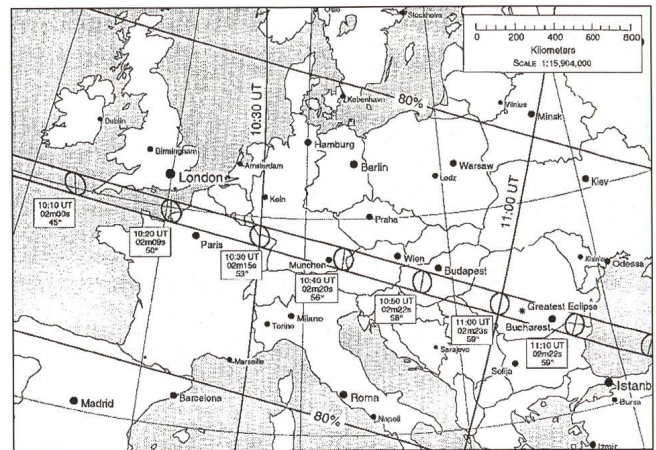 Oslo
Stockholm
0 200 400 600 800
Kilometers
SCALE 1:15,904,000
København
80%
Vilnius
Minsk
Dublin
10:30 UT
Birmingham
Amsterdam
Hamburg
Berlin
Warsaw
Lodz
Kiev
London
11:00 UT
Koln
Praha
10:10 UT
02m00s
45°
10:20 UT
02m09s
50°
Paris
10:30 UT
02m15s
53°
Munchen
10:40 UT
02m20s
56°
Wien
Budapest
10:50 UT
02m22s
58°
Odessa
Greatest Eclipse
11:00 UT
02m23s
59°
Bucharest
11:10 UT
02m22s
59°
Milano
Torino
Marseille
Sarajevo
Sofija
Istanb
Bursa
Madrid
Barcelona
Roma
80%
Napoli
Izmir